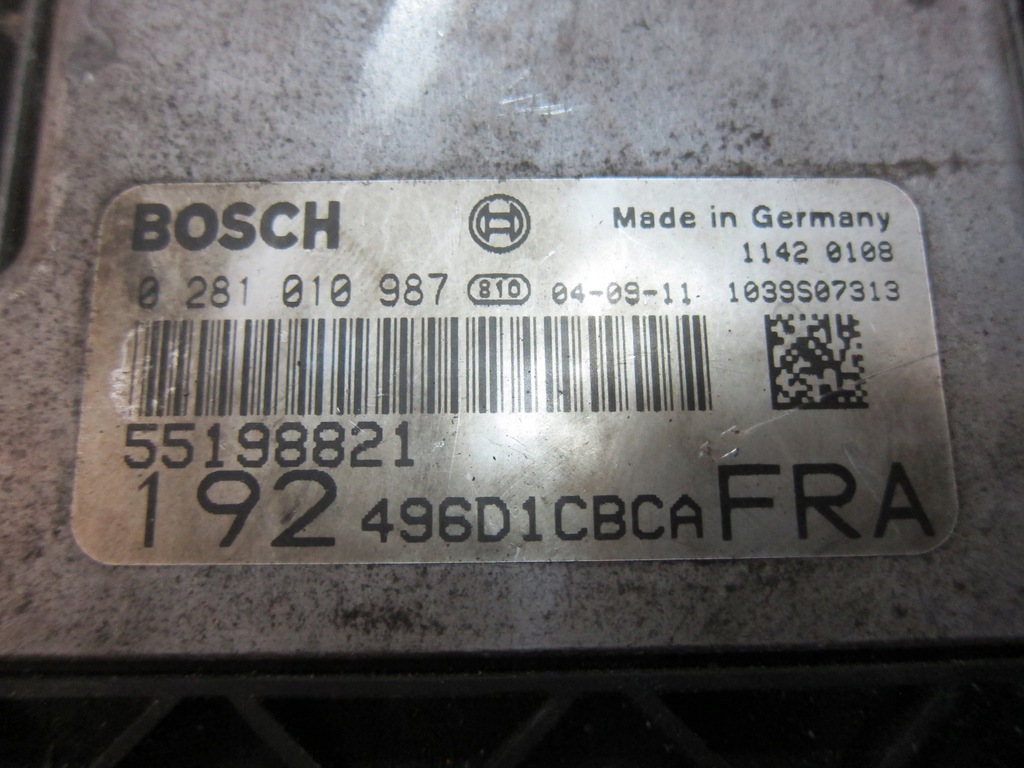 BOSCH Made in Germany
1142 0108
0 281 010 987 810 04-09-11 1039S07313
55198821
192 496D1CBCA FRA